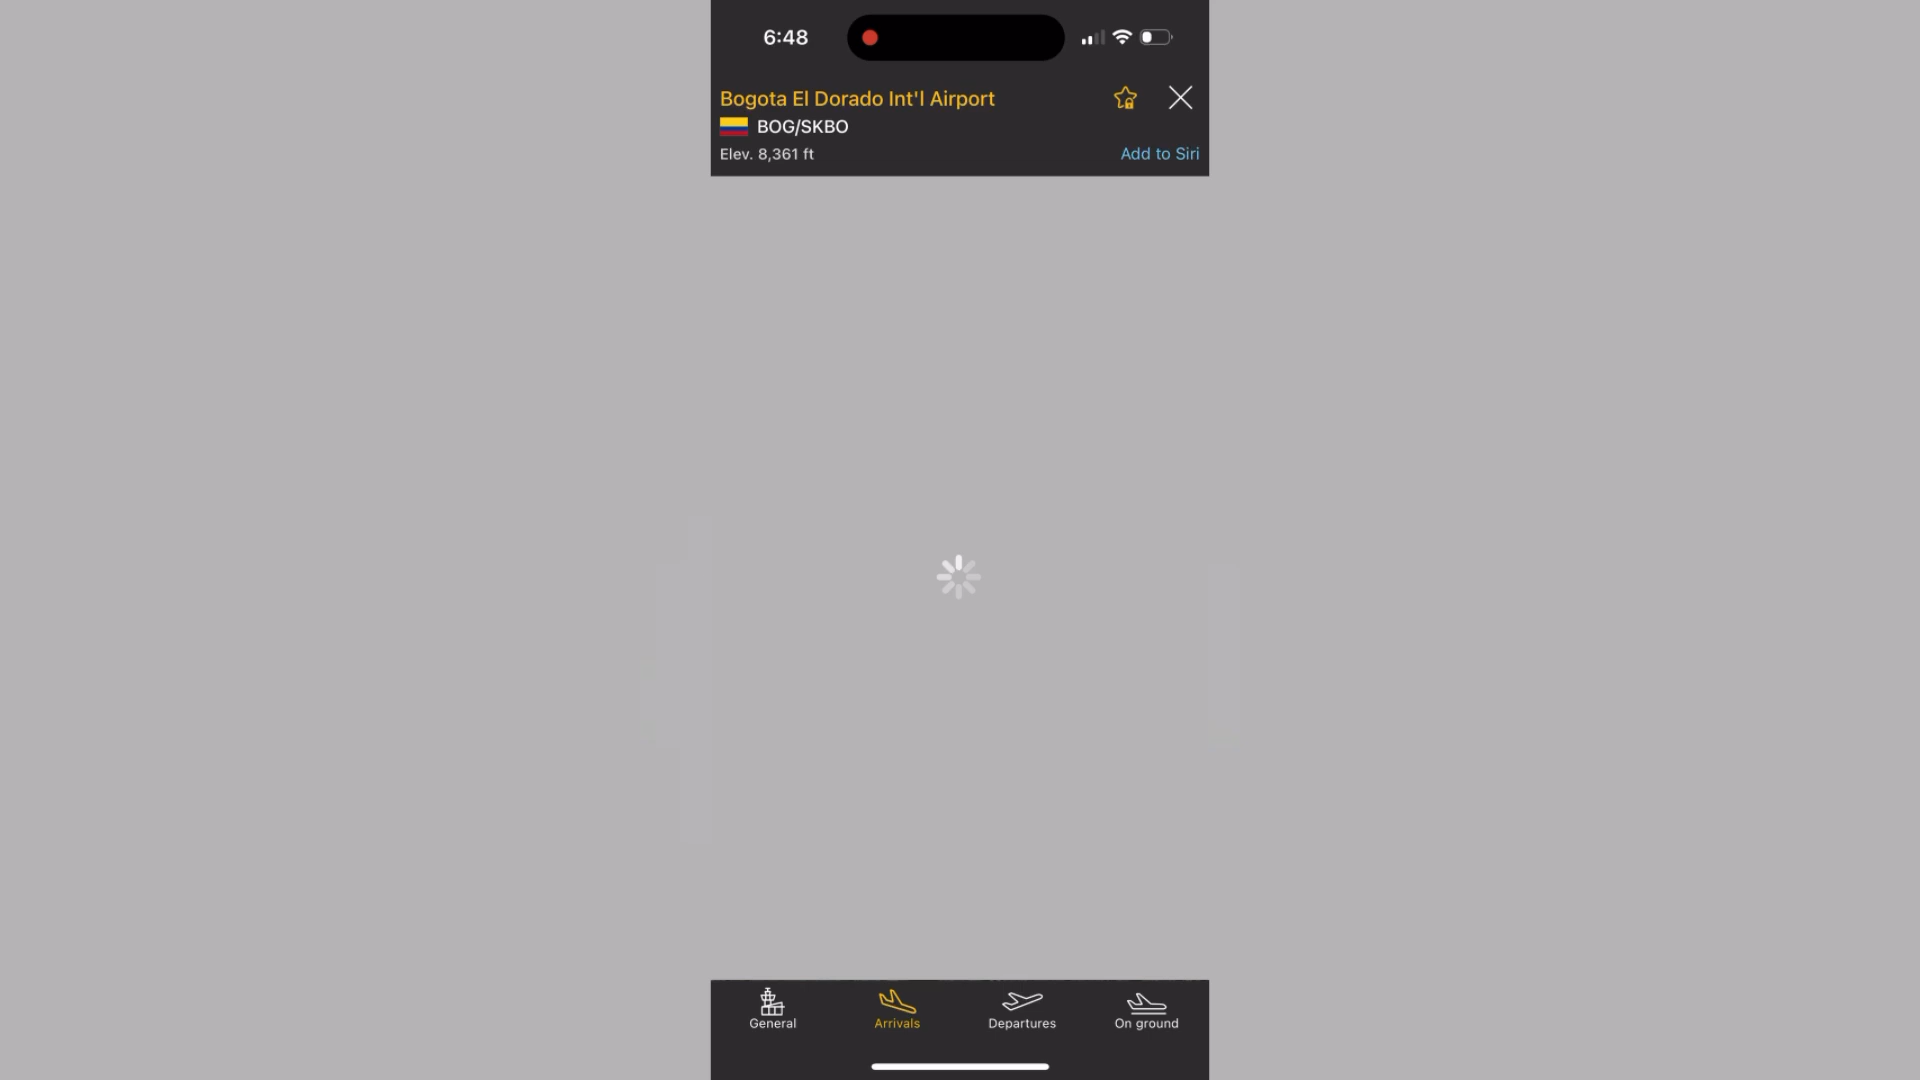 6:48
Bogota El Dorado Int'l Airport
BOG/SKBO
Elev. 8,361 ft
Add to Siri
General
Arrivals
Departures
On ground